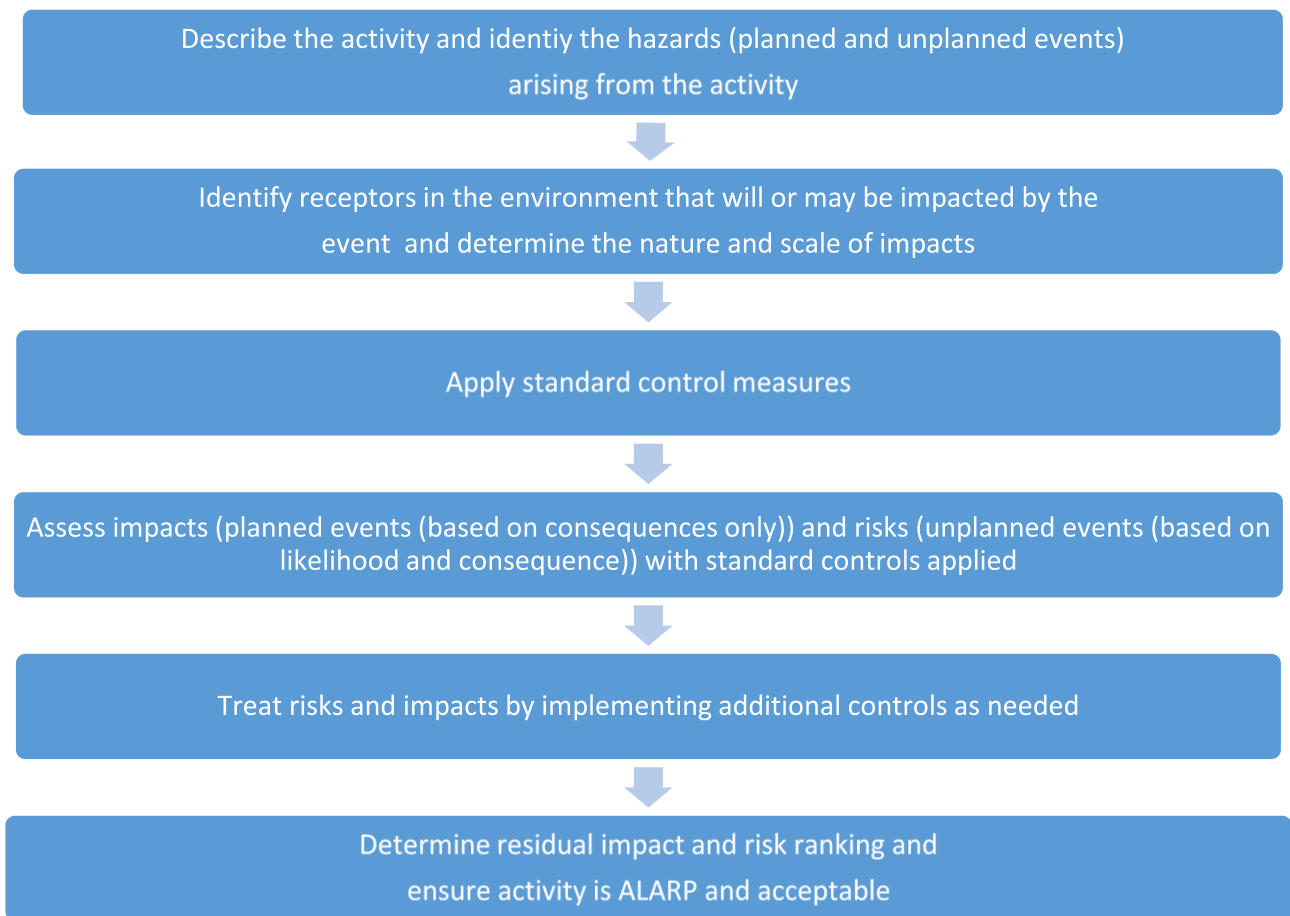 Describe the activity and identiy the hazards (planned and unplanned events)
arising from the activity
Identify receptors in the environment that will or may be impacted by the
event  and determine the nature and scale of impacts
Apply standard control measures
Assess impacts (planned events (based on consequences only)) and risks (unplanned events (based on
likelihood and consequence)) with standard controls applied
Treat risks and impacts by implementing additional controls as needed
Determine residual impact and risk ranking and
ensure activity is ALARP and acceptable